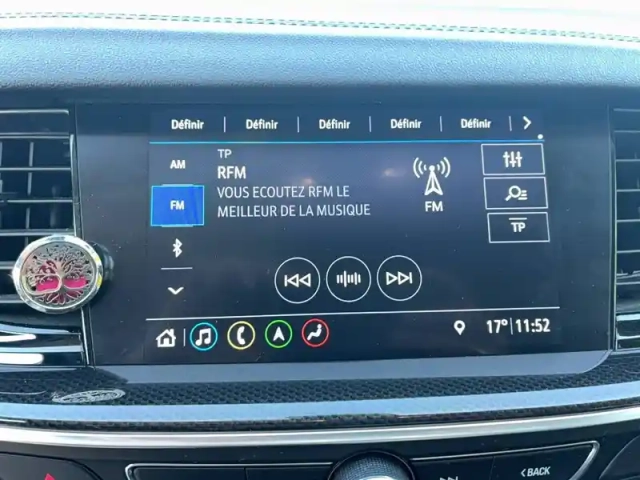 Définir | Définir | Définir | Définir | Définir
AM
FM
TP
RFM
VOUS ECOUTEZ RFM LE
MEILLEUR DE LA MUSIQUE
FM
TP
17° | 11:52
<BACK